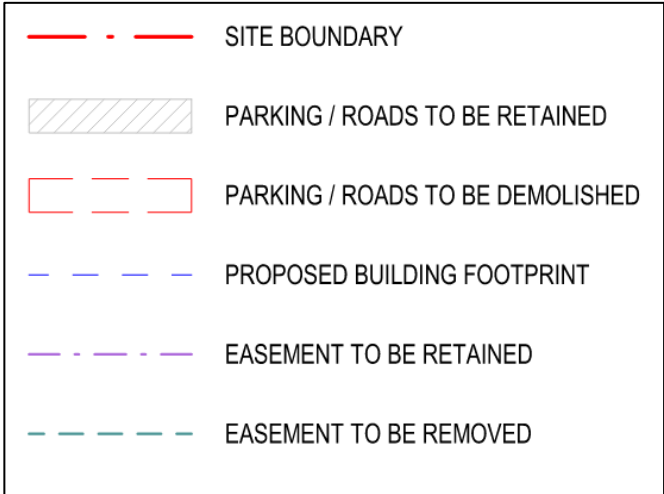 SITE BOUNDARY
PARKING / ROADS TO BE RETAINED
PARKING / ROADS TO BE DEMOLISHED
PROPOSED BUILDING FOOTPRINT
EASEMENT TO BE RETAINED
EASEMENT TO BE REMOVED